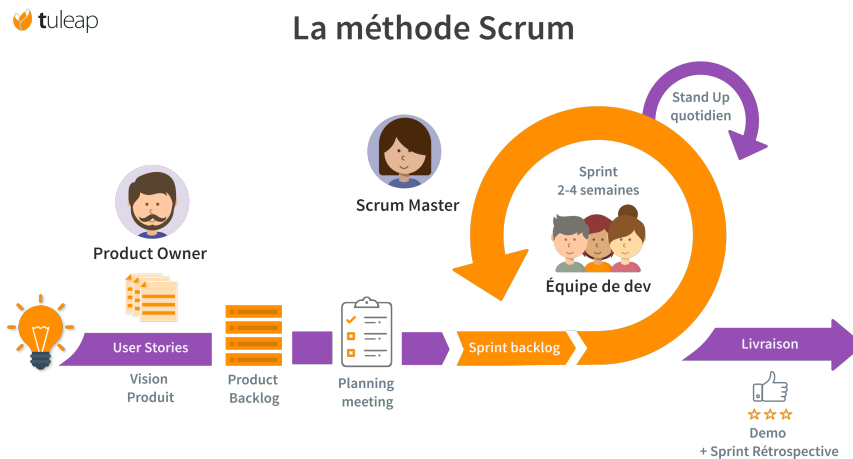 tuleap
La méthode Scrum
Stand Up
quotidien
Sprint
2-4 semaines
Scrum Master
Product Owner
Équipe de dev
User Stories
Sprint backlog
Livraison
Vision
Produit
Product
Backlog
Planning
meeting
Demo
+ Sprint Rétrospective